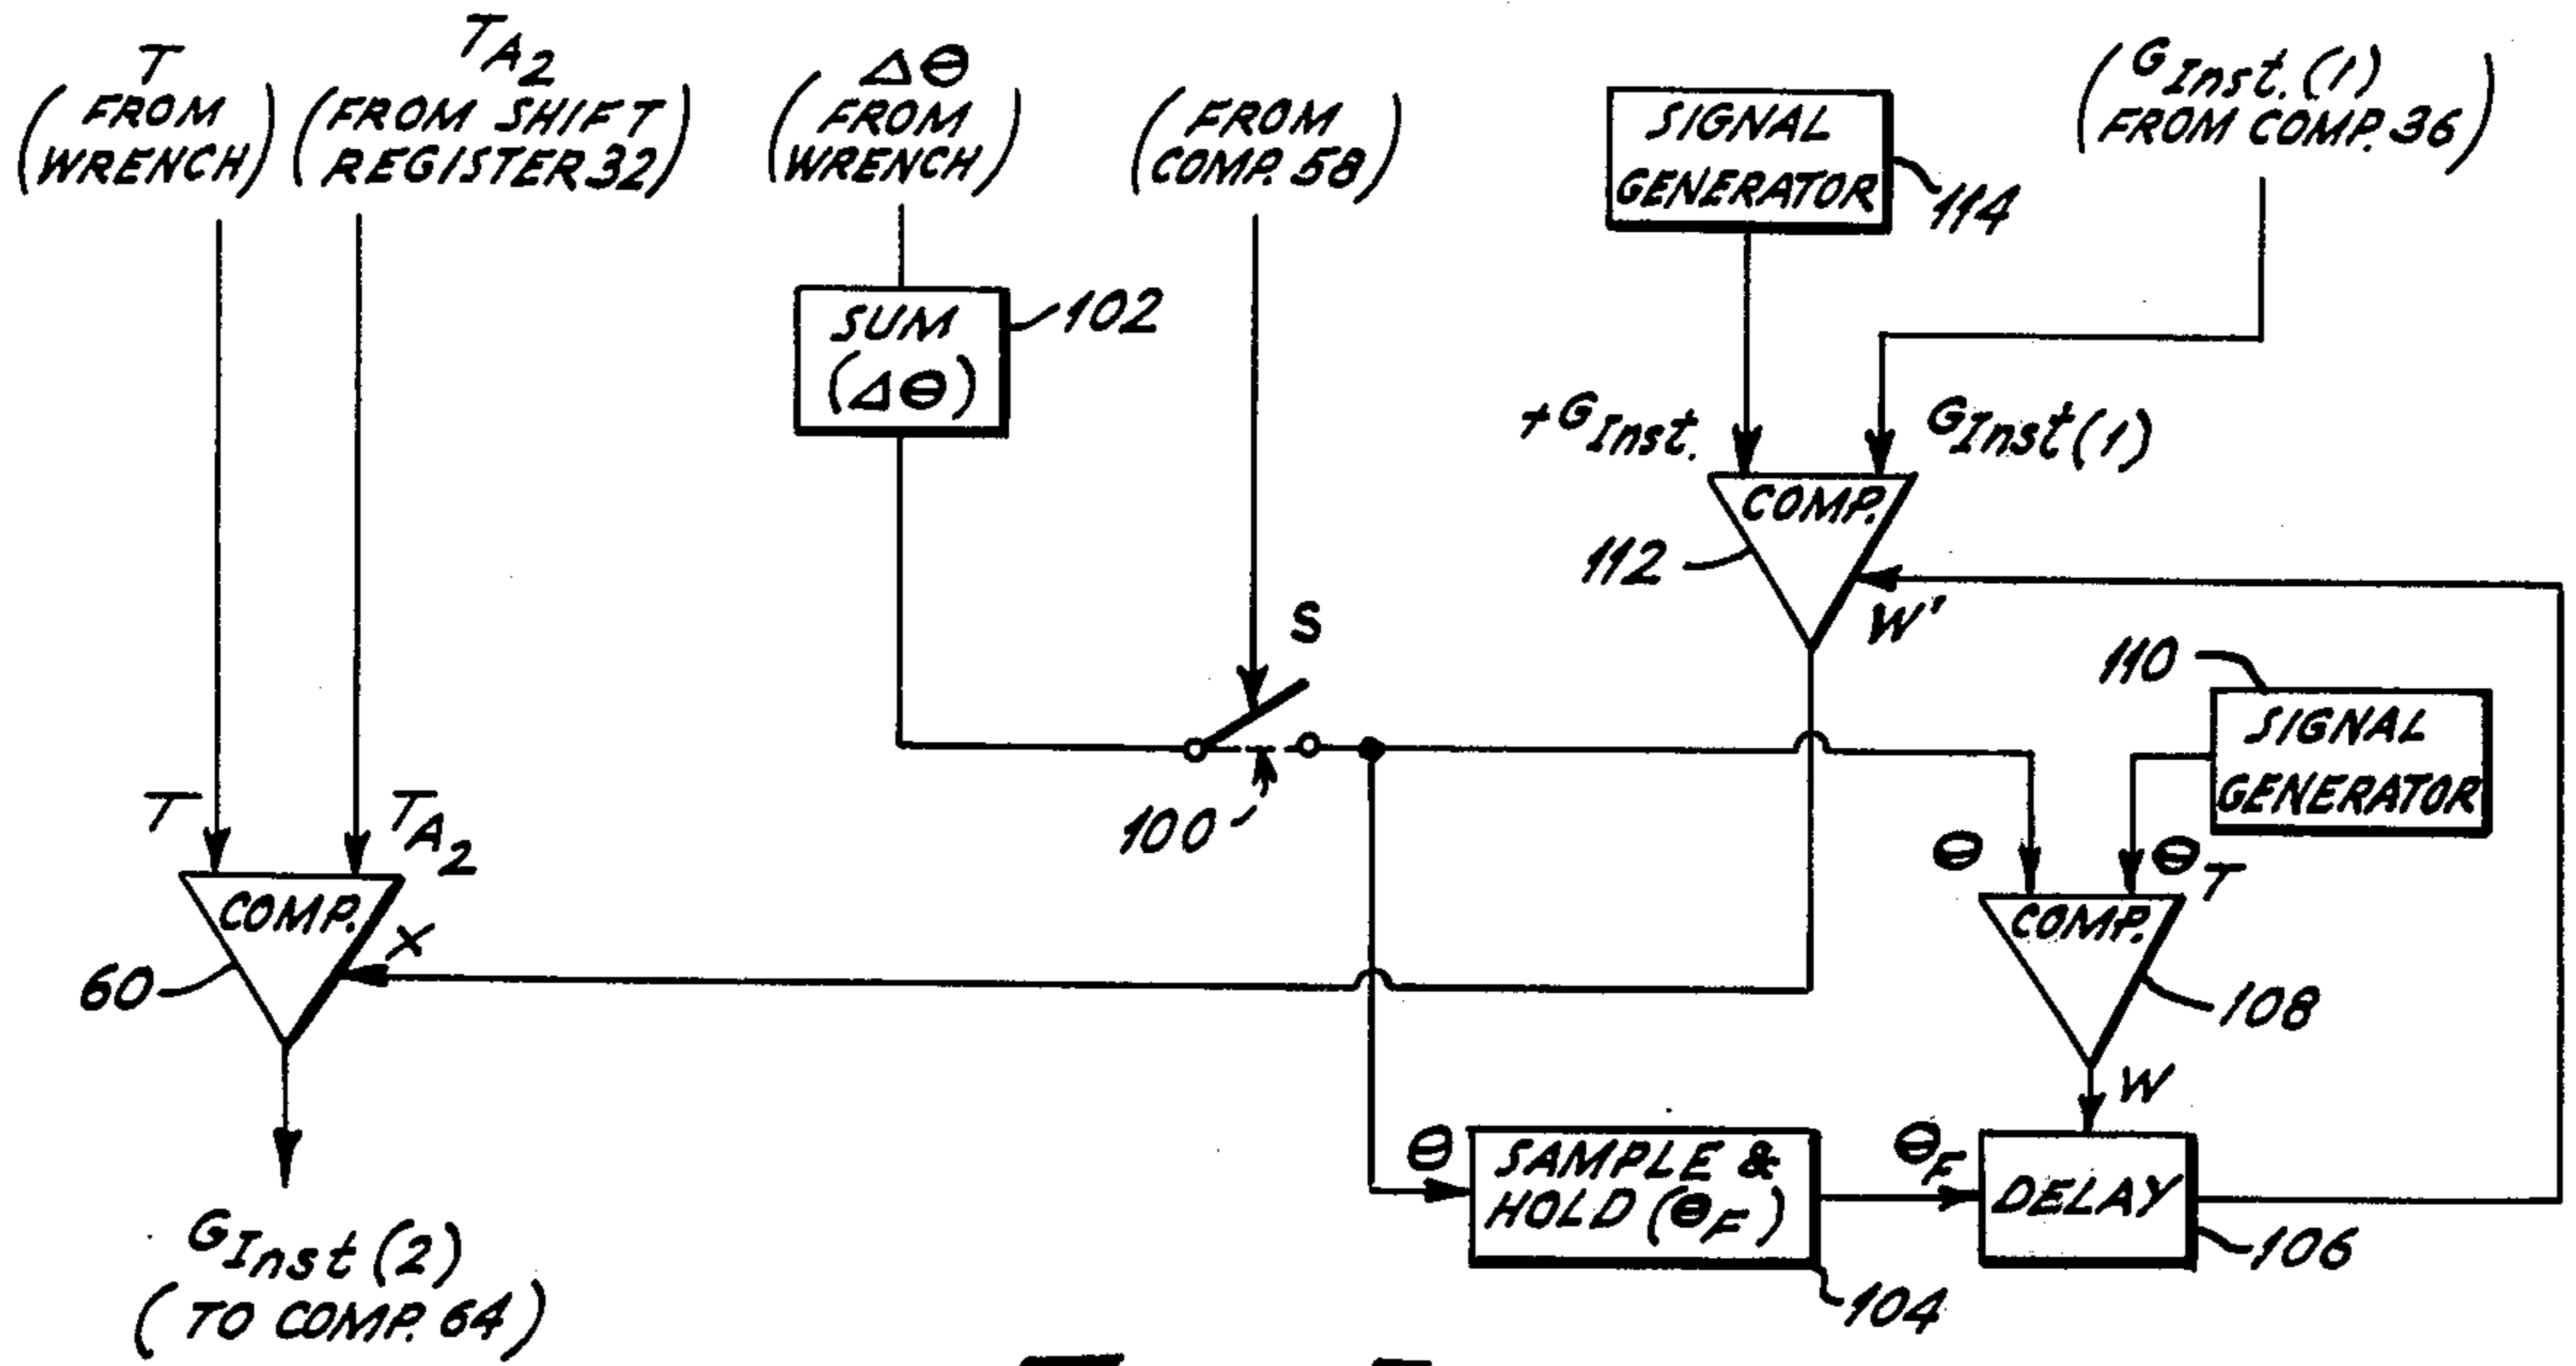 T
(FROM
WRENCH)
TA2
(FROM SHIFT
REGISTER 32)
ΔΘ
(FROM
WRENCH)
(FROM
COMP. 58)
SIGNAL
GENERATOR
114
(GInst.(1)
FROM COMP. 36)
SUM
(ΔΘ)
102
+GInst.
GInst(1)
COMP.
112
W'
S
100
110
SIGNAL
GENERATOR
T
TA2
COMP.
X
60
Θ
ΘT
COMP.
108
W
Θ
SAMPLE &
HOLD (ΘF)
104
ΘF
DELAY
106
GInst(2)
(TO COMP. 64)